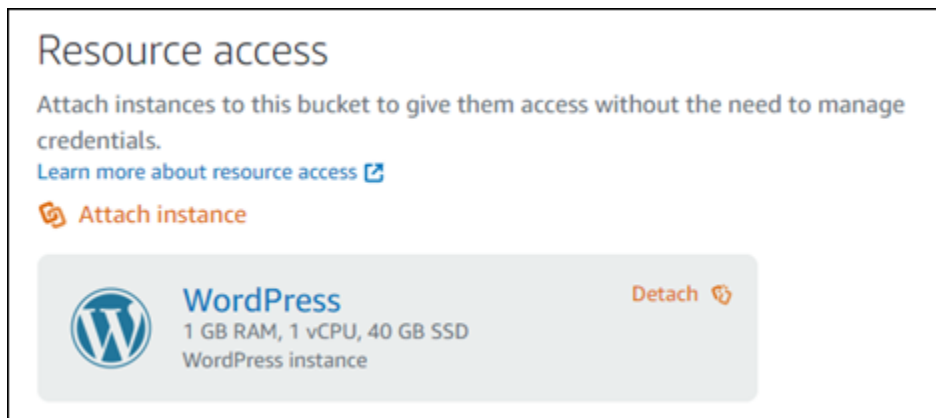 Resource access
Attach instances to this bucket to give them access without the need to manage
credentials.
Learn more about resource access
Attach instance
WordPress
Detach
1 GB RAM, 1 vCPU, 40 GB SSD
WordPress instance